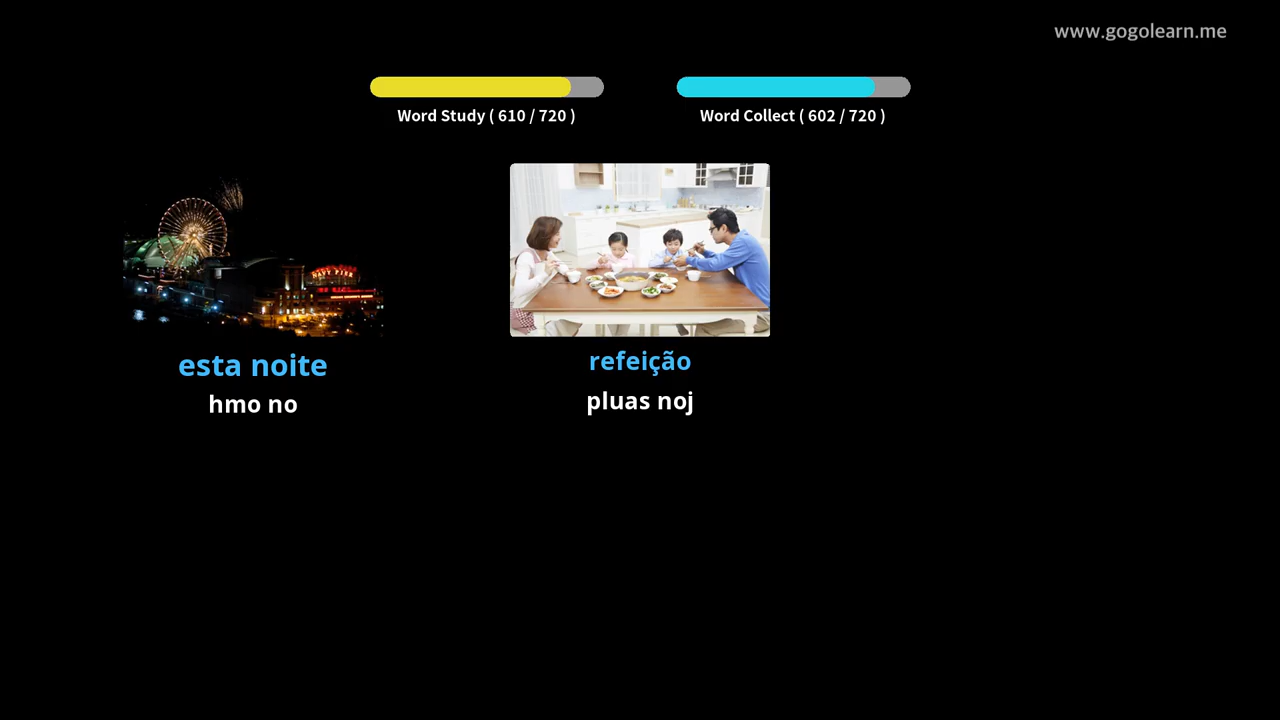 www.gogolearn.me
Word Study ( 610 / 720 )
Word Collect ( 602 / 720 )
esta noite
hmo no
refeição
pluas noj